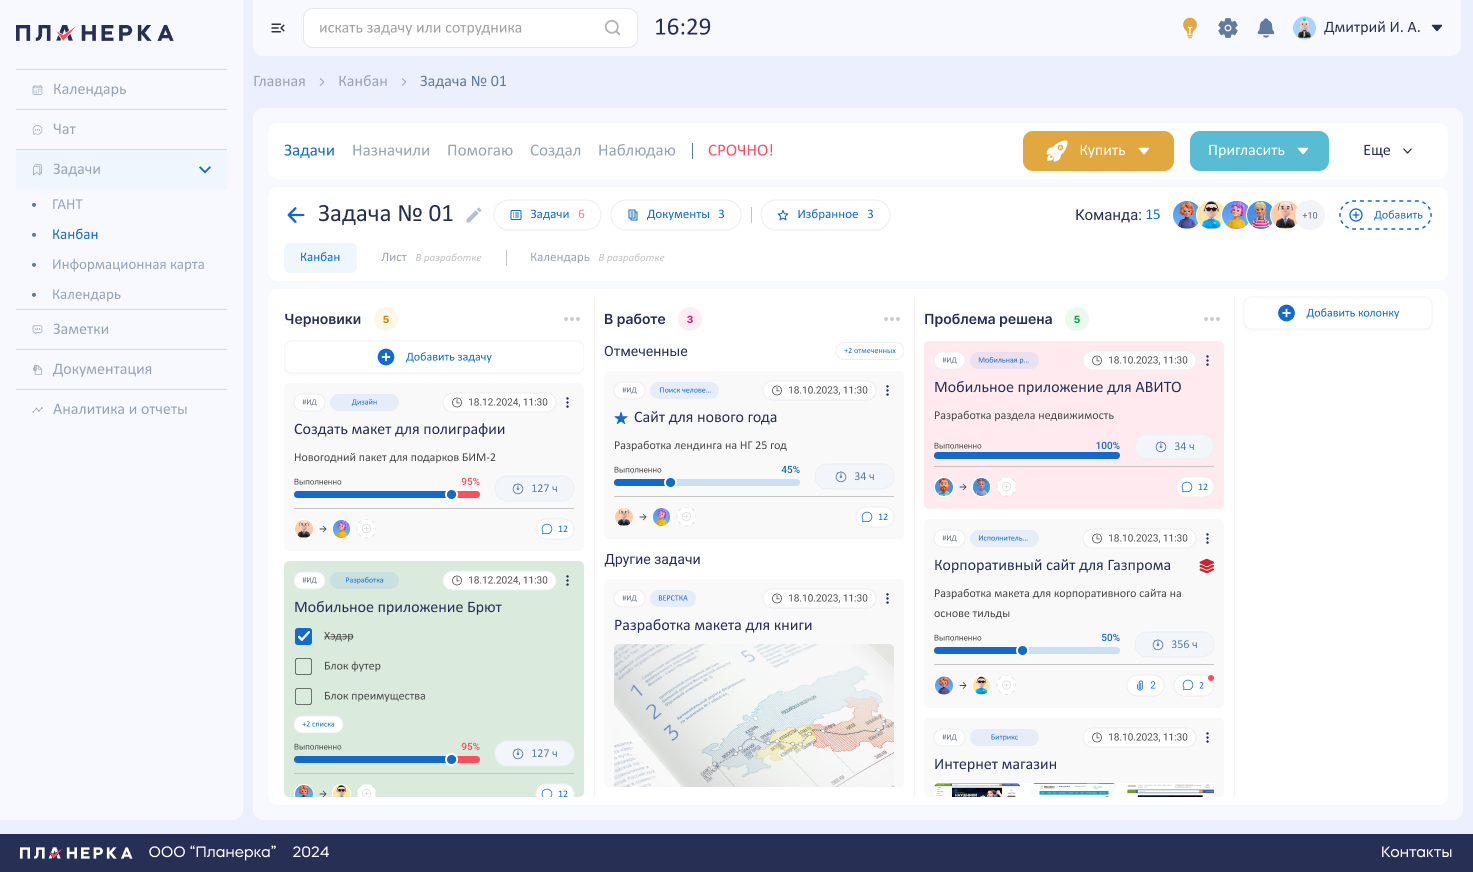 ПЛАНЕРКА
Календарь
Чат
Задачи
ГАНТ
Канбан
Информационная карта
Календарь
Заметки
Документация
Аналитика и отчеты
искать задачу или сотрудника
16:29
Дмитрий И. А.
Главная > Канбан > Задача № 01
Задачи Назначили Помогаю Создал Наблюдаю | СРОЧНО!
Купить
Пригласить
Еще
Задача № 01
Задачи 6
Документы 3
Избранное 3
Команда: 15
+10
Добавить
Канбан
Лист В разработке
Календарь В разработке
Черновики 5
Добавить задачу
#ИД Дизайн 18.12.2024, 11:30
Создать макет для полиграфии
Новогодний пакет для подарков БИМ-2
Выполненно 95%
127 ч
12
#ИД Разработка 18.12.2024, 11:30
Мобильное приложение Брют
Хэдэр
Блок футер
Блок преимущества
+2 списка
Выполненно 95%
127 ч
12
В работе 3
Отмеченные
+2 отмеченных
#ИД Поиск челове... 18.10.2023, 11:30
Сайт для нового года
Разработка лендинга на НГ 25 год
Выполненно 45%
34 ч
12
Другие задачи
#ИД ВЕРСТКА 18.10.2023, 11:30
Разработка макета для книги
1
2
3
5
Проблема решена 5
#ИД Мобильная р... 18.10.2023, 11:30
Мобильное приложение для АВИТО
Разработка раздела недвижимость
Выполненно 100%
34 ч
12
#ИД Исполнитель... 18.10.2023, 11:30
Корпоративный сайт для Газпрома
Разработка макета для корпоративного сайта на
основе тильды
Выполненно 50%
356 ч
2
2
#ИД Битрикс 18.10.2023, 11:30
Интернет магазин
Добавить колонку
ПЛАНЕРКА ООО “Планерка” 2024
Контакты